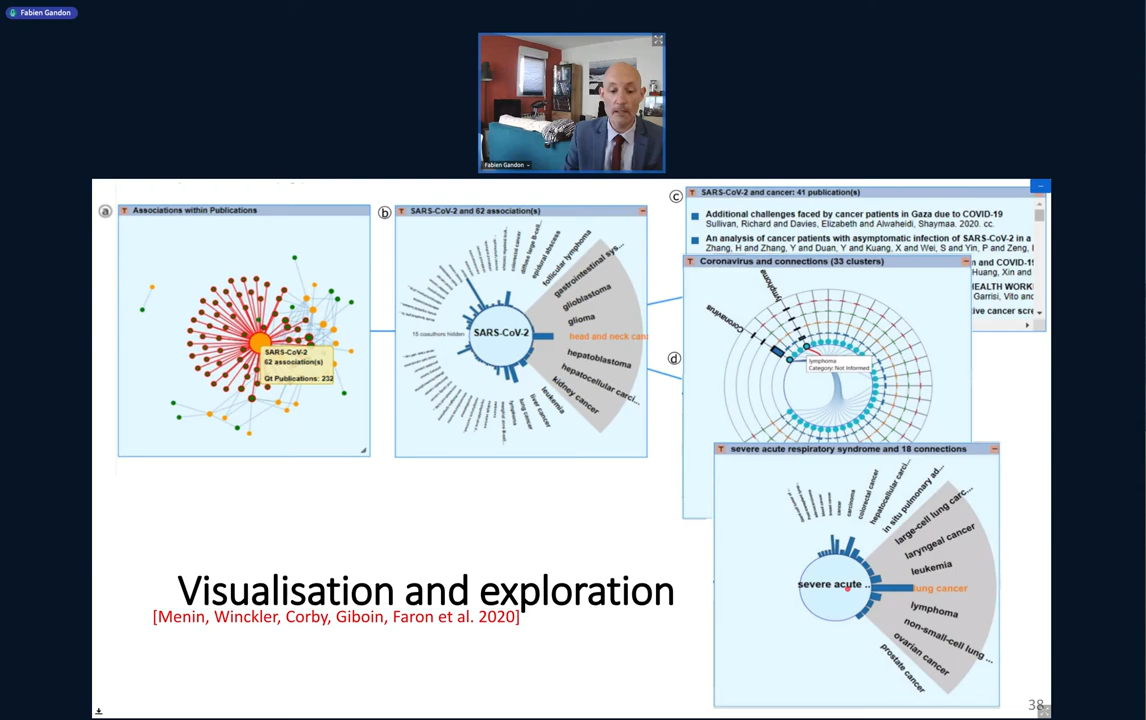 Fabien Gandon
Fabien Gandon
ⓐ
Associations within Publications
SARS-CoV-2
62 association(s)
Qt Publications: 232
ⓑ
SARS-CoV-2 and 62 association(s)
15 coauthors hidden
SARS-CoV-2
colorectal cancer
diffuse large B-cell...
epidural abscess
follicular lymphoma
gastrointestinal sys...
glioblastoma
glioma
head and neck can
hepatoblastoma
hepatocellular carci...
kidney cancer
leukemia
liver cancer
lung cancer
lymphoma
ⓒ
SARS-CoV-2 and cancer: 41 publication(s)
Additional challenges faced by cancer patients in Gaza due to COVID-19
Sullivan, Richard and Davies, Elizabeth and Alwaheidi, Shaymaa. 2020. cc.
An analysis of cancer patients with asymptomatic infection of SARS-CoV-2 in a
Zhang, H and Zhang, Y and Duan, Y and Kuang, X and Wei, S and Yin, P and Zeng, I
and COVID-19
Huang, Xin and
HEALTH WORK
Garrisi, Vito and
tive cancer scre
ⓓ
Coronavirus and connections (33 clusters)
lymphoma
Coronavirus
lymphoma
Category: Not Informed
severe acute respiratory syndrome and 18 connections
severe acute ..
cancer
carcinoma
colorectal cancer
hepatocellular carci...
in situ pulmonary ad...
large-cell lung carc...
laryngeal cancer
leukemia
lung cancer
lymphoma
non-small-cell lung ...
ovarian cancer
prostate cancer
Visualisation and exploration
[Menin, Winckler, Corby, Giboin, Faron et al. 2020]
38